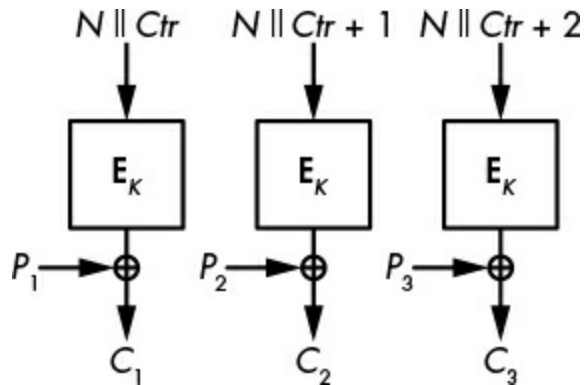 N || Ctr N || Ctr + 1 N || Ctr + 2
E_K E_K E_K
P_1 P_2 P_3
C_1 C_2 C_3